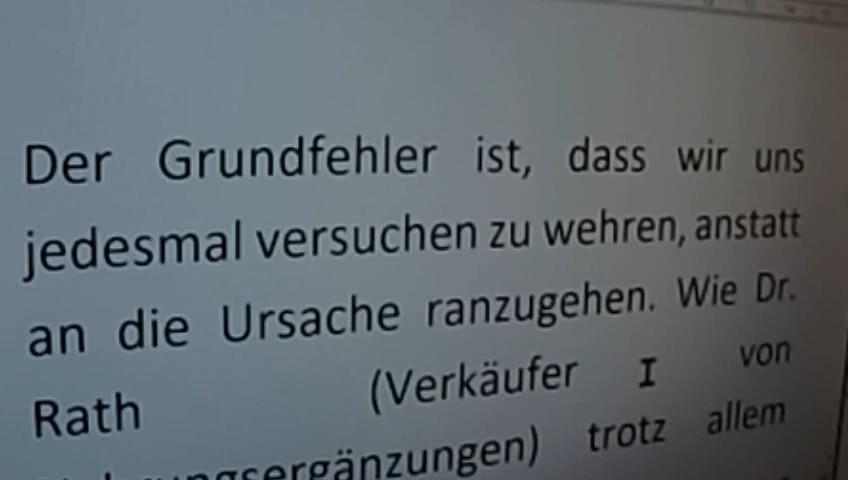 Der Grundfehler ist, dass wir uns
jedesmal versuchen zu wehren, anstatt
an die Ursache ranzugehen. Wie Dr.
Rath (Verkäufer von
trotz allem